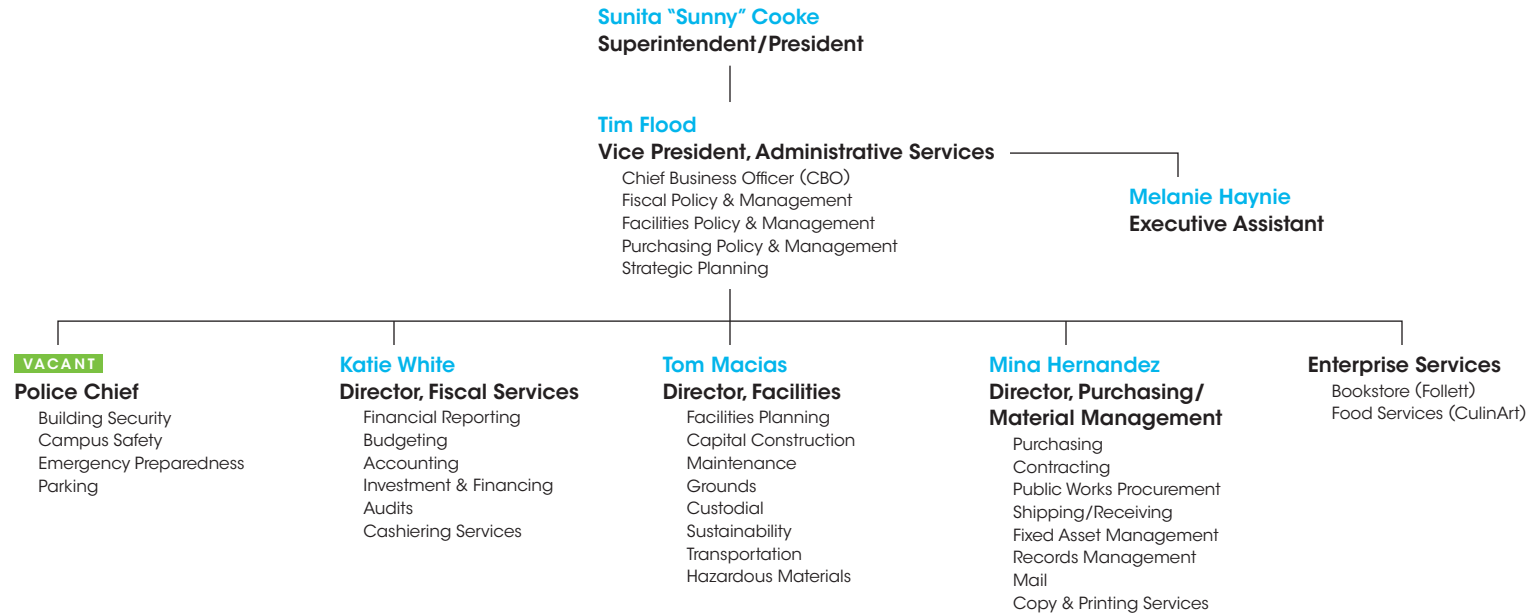 Sunita “Sunny” Cooke
Superintendent/President
Tim Flood
Vice President, Administrative Services
Chief Business Officer (CBO)
Fiscal Policy & Management
Facilities Policy & Management
Purchasing Policy & Management
Strategic Planning
Melanie Haynie
Executive Assistant
VACANT
Police Chief
Building Security
Campus Safety
Emergency Preparedness
Parking
Katie White
Director, Fiscal Services
Financial Reporting
Budgeting
Accounting
Investment & Financing
Audits
Cashiering Services
Tom Macias
Director, Facilities
Facilities Planning
Capital Construction
Maintenance
Grounds
Custodial
Sustainability
Transportation
Hazardous Materials
Mina Hernandez
Director, Purchasing/
Material Management
Purchasing
Contracting
Public Works Procurement
Shipping/Receiving
Fixed Asset Management
Records Management
Mail
Copy & Printing Services
Enterprise Services
Bookstore (Follett)
Food Services (CulinArt)